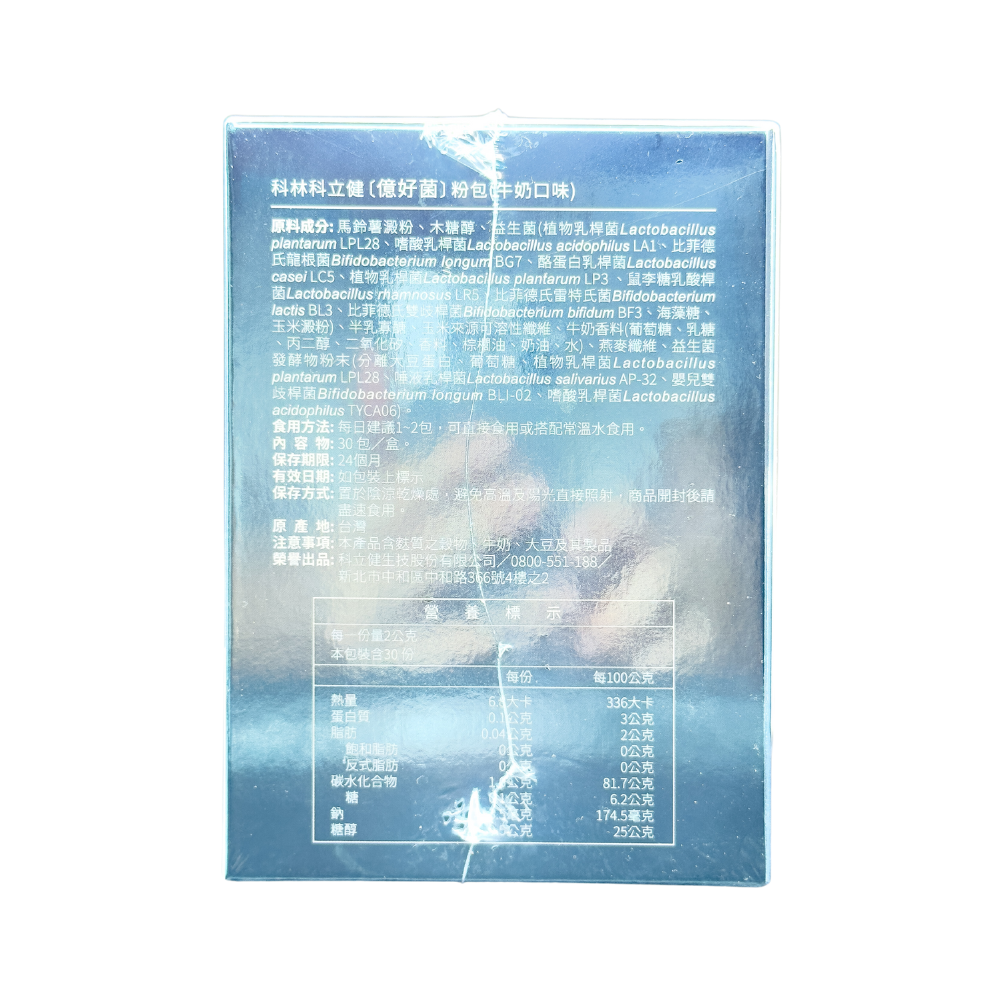 科林科立健〔億好菌〕粉包(牛奶口味)
原料成分: 馬鈴薯澱粉、木糖醇、益生菌(植物乳桿菌Lactobacillus
plantarum LPL28、嗜酸乳桿菌Lactobacillus acidophilus LA1、比菲德
氏龍根菌Bifidobacterium longum BG7、酪蛋白乳桿菌Lactobacillus
casei LC5、植物乳桿菌Lactobacillus plantarum LP3 、鼠李糖乳酸桿
菌Lactobacillus rhamnosus LR5、比菲德氏雷特氏菌Bifidobacterium
lactis BL3、比菲德氏雙歧桿菌Bifidobacterium bifidum BF3、海藻糖、
玉米澱粉)、半乳寡醣、玉米來源可溶性纖維、牛奶香料(葡萄糖、乳糖
、丙二醇、二氧化矽、香料、棕櫚油、奶油、水)、燕麥纖維、益生菌
發酵物粉末(分離大豆蛋白、葡萄糖、植物乳桿菌Lactobacillus
plantarum LPL28、唾液乳桿菌Lactobacillus salivarius AP-32、嬰兒雙
歧桿菌Bifidobacterium longum BLI-02、嗜酸乳桿菌Lactobacillus
acidophilus TYCA06)。
食用方法: 每日建議1~2包，可直接食用或搭配常溫水食用。
內 容 物: 30 包／盒。
保存期限: 24個月
有效日期: 如包裝上標示
保存方式: 置於陰涼乾燥處，避免高溫及陽光直接照射，商品開封後請
盡速食用。
原 產 地: 台灣
注意事項: 本產品含麩質之穀物、牛奶、大豆及其製品
榮譽出品: 科立健生技股份有限公司／0800-551-188／
新北市中和區中和路366號4樓之2
營 養 標 示
每一份量2公克
本包裝含30 份
每份 每100公克
熱量 大卡 336大卡
蛋白質 0.1公克 3公克
脂肪 0.04公克 2公克
飽和脂肪 0公克 0公克
反式脂肪 0公克 0公克
碳水化合物 公克 81.7公克
糖 公克 6.2公克
鈉 毫克 174.5毫克
糖醇 公克 25公克